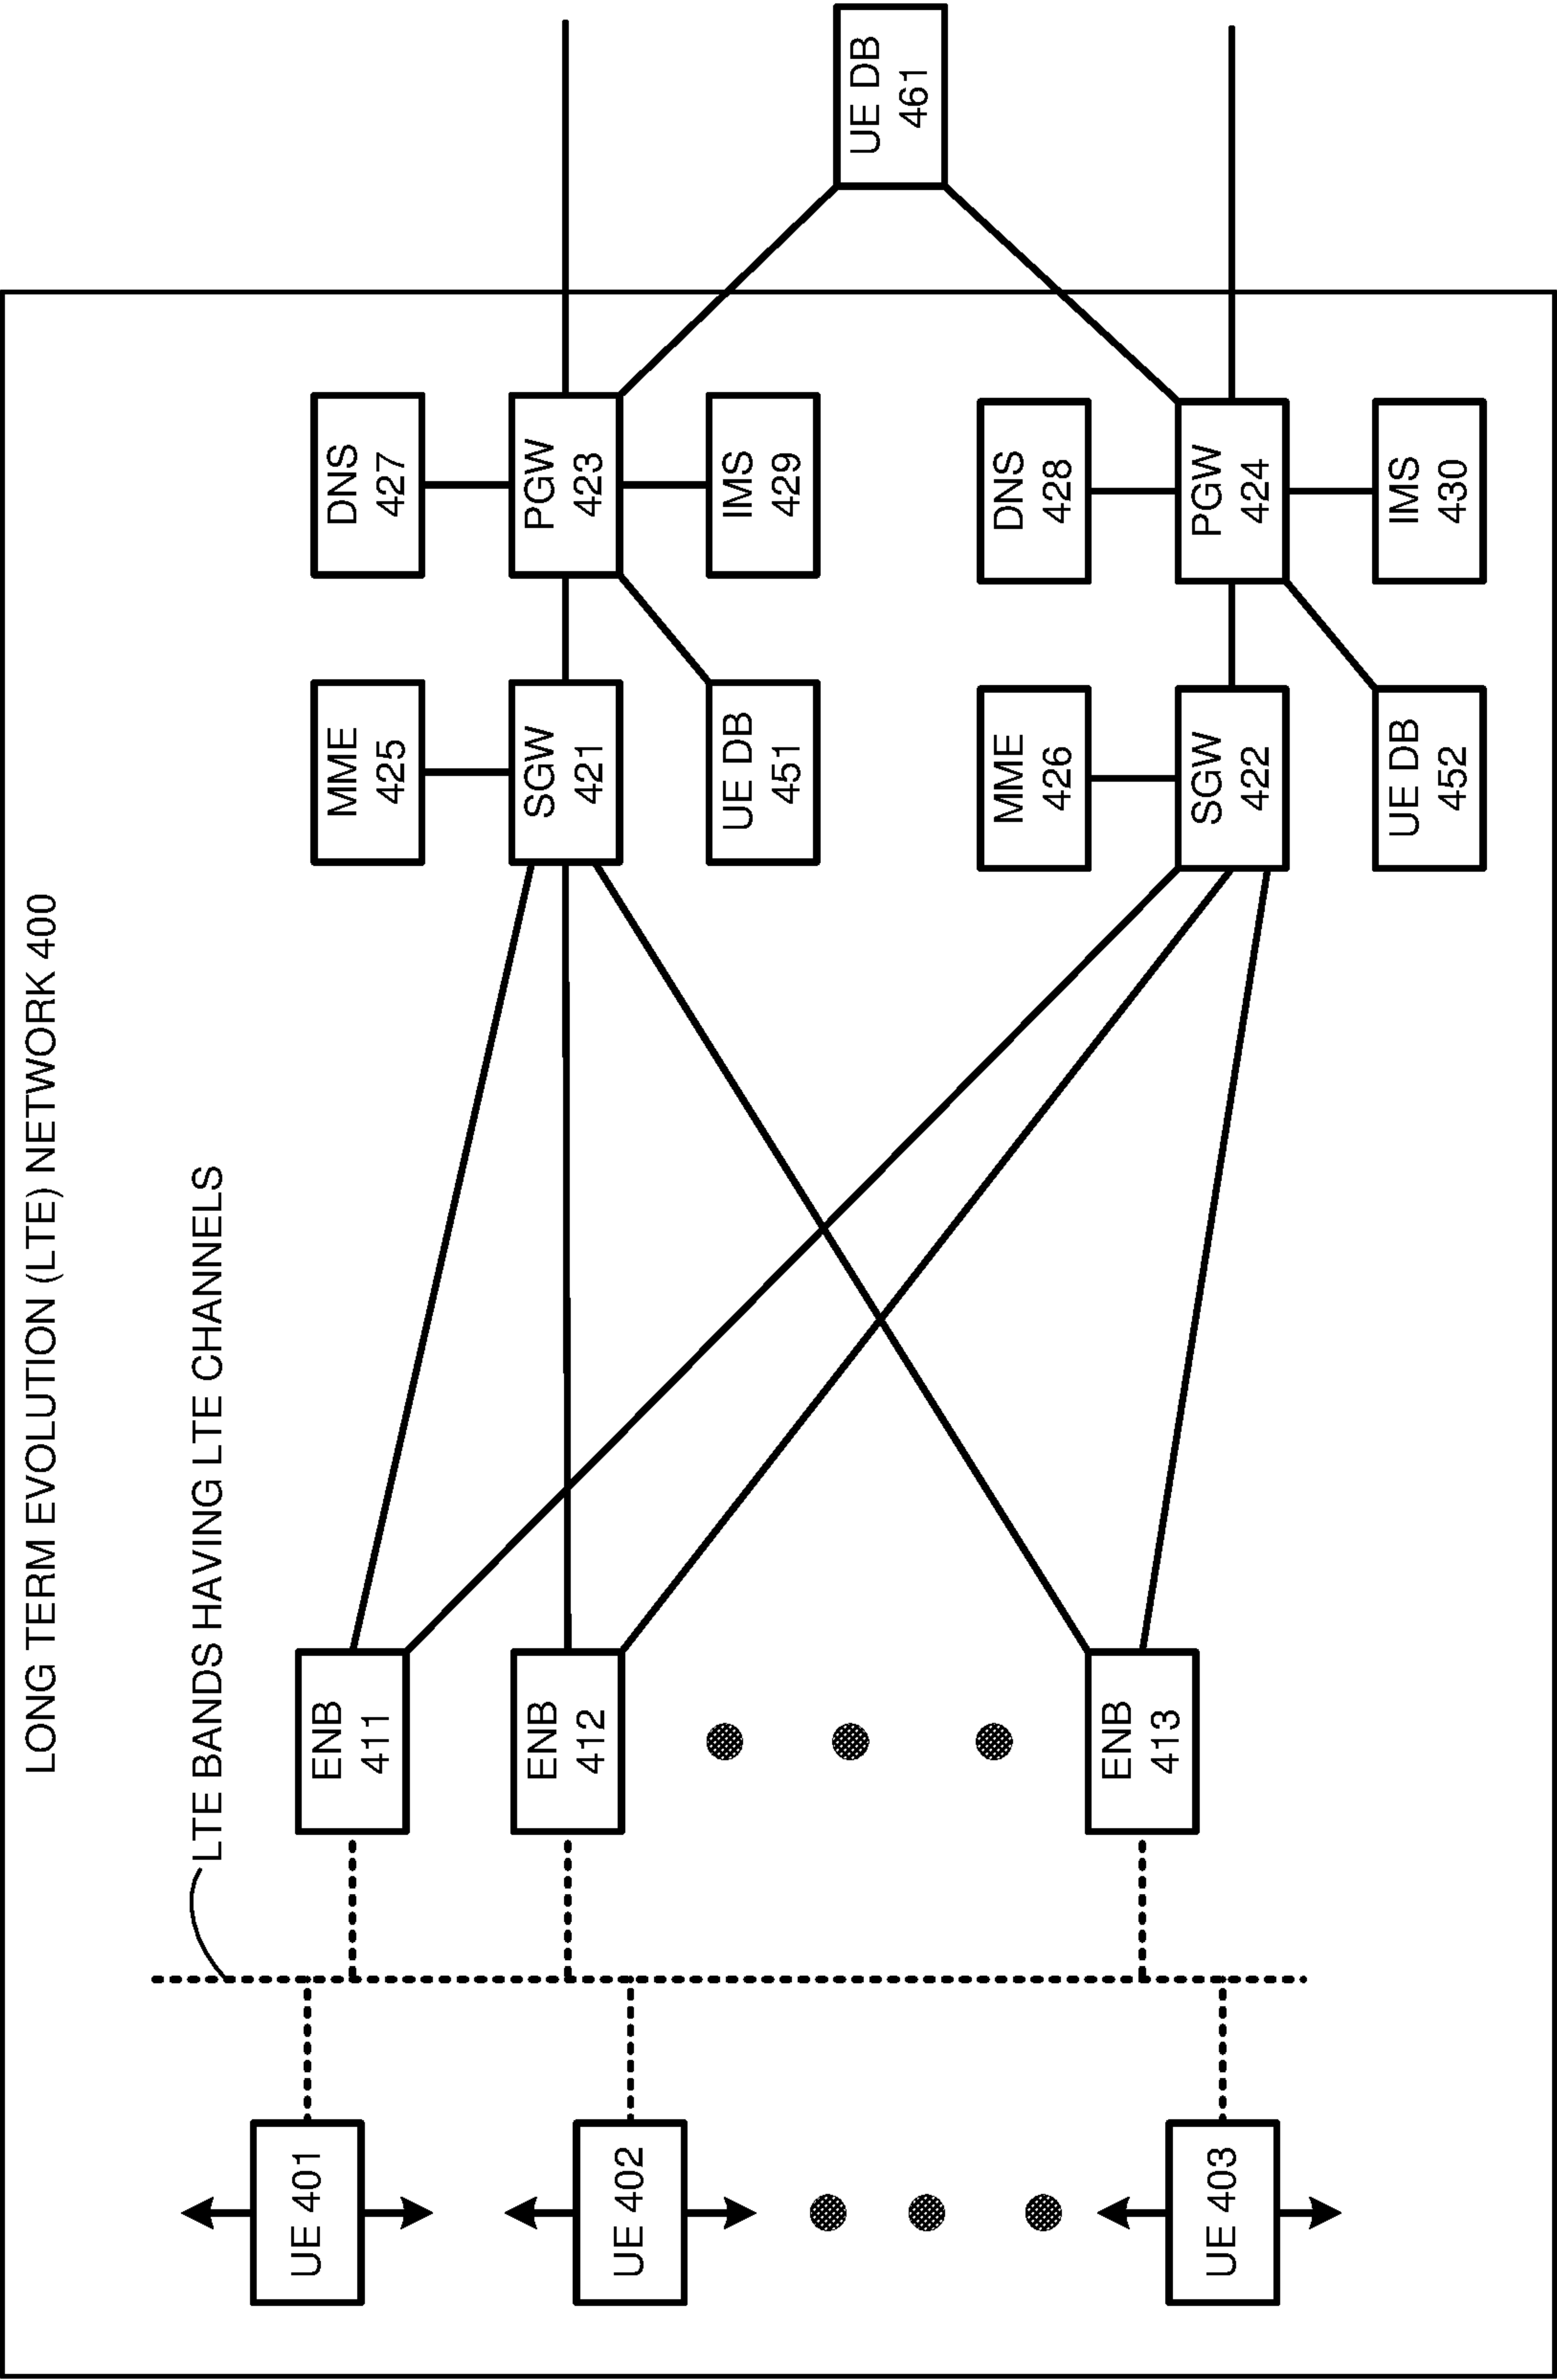 LONG TERM EVOLUTION (LTE) NETWORK 400
LTE BANDS HAVING LTE CHANNELS
UE 401
UE 402
UE 403
ENB
411
ENB
412
ENB
413
MME
425
SGW
421
UE DB
451
MME
426
SGW
422
UE DB
452
DNS
427
PGW
423
IMS
429
DNS
428
PGW
424
IMS
430
UE DB
461